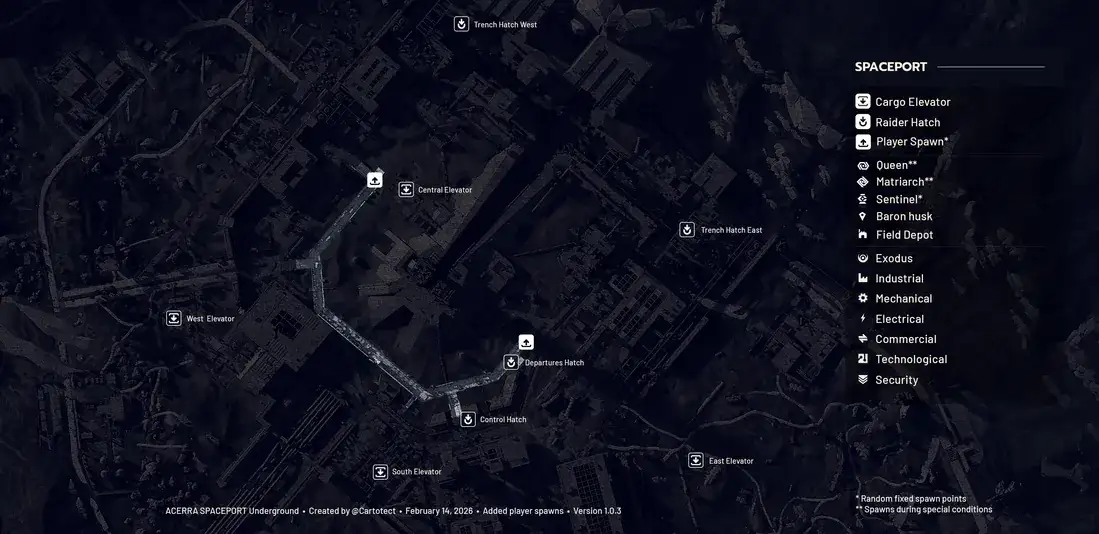 Trench Hatch West
Central Elevator
Trench Hatch East
West Elevator
Departures Hatch
Control Hatch
South Elevator
East Elevator
SPACEPORT
Cargo Elevator
Raider Hatch
Player Spawn*
Queen**
Matriarch**
Sentinel*
Baron husk
Field Depot
Exodus
Industrial
Mechanical
Electrical
Commercial
Technological
Security
* Random fixed spawn points
** Spawns during special conditions
ACERRA SPACEPORT Underground • Created by @Cartotect • February 14, 2026 • Added player spawns • Version 1.0.3